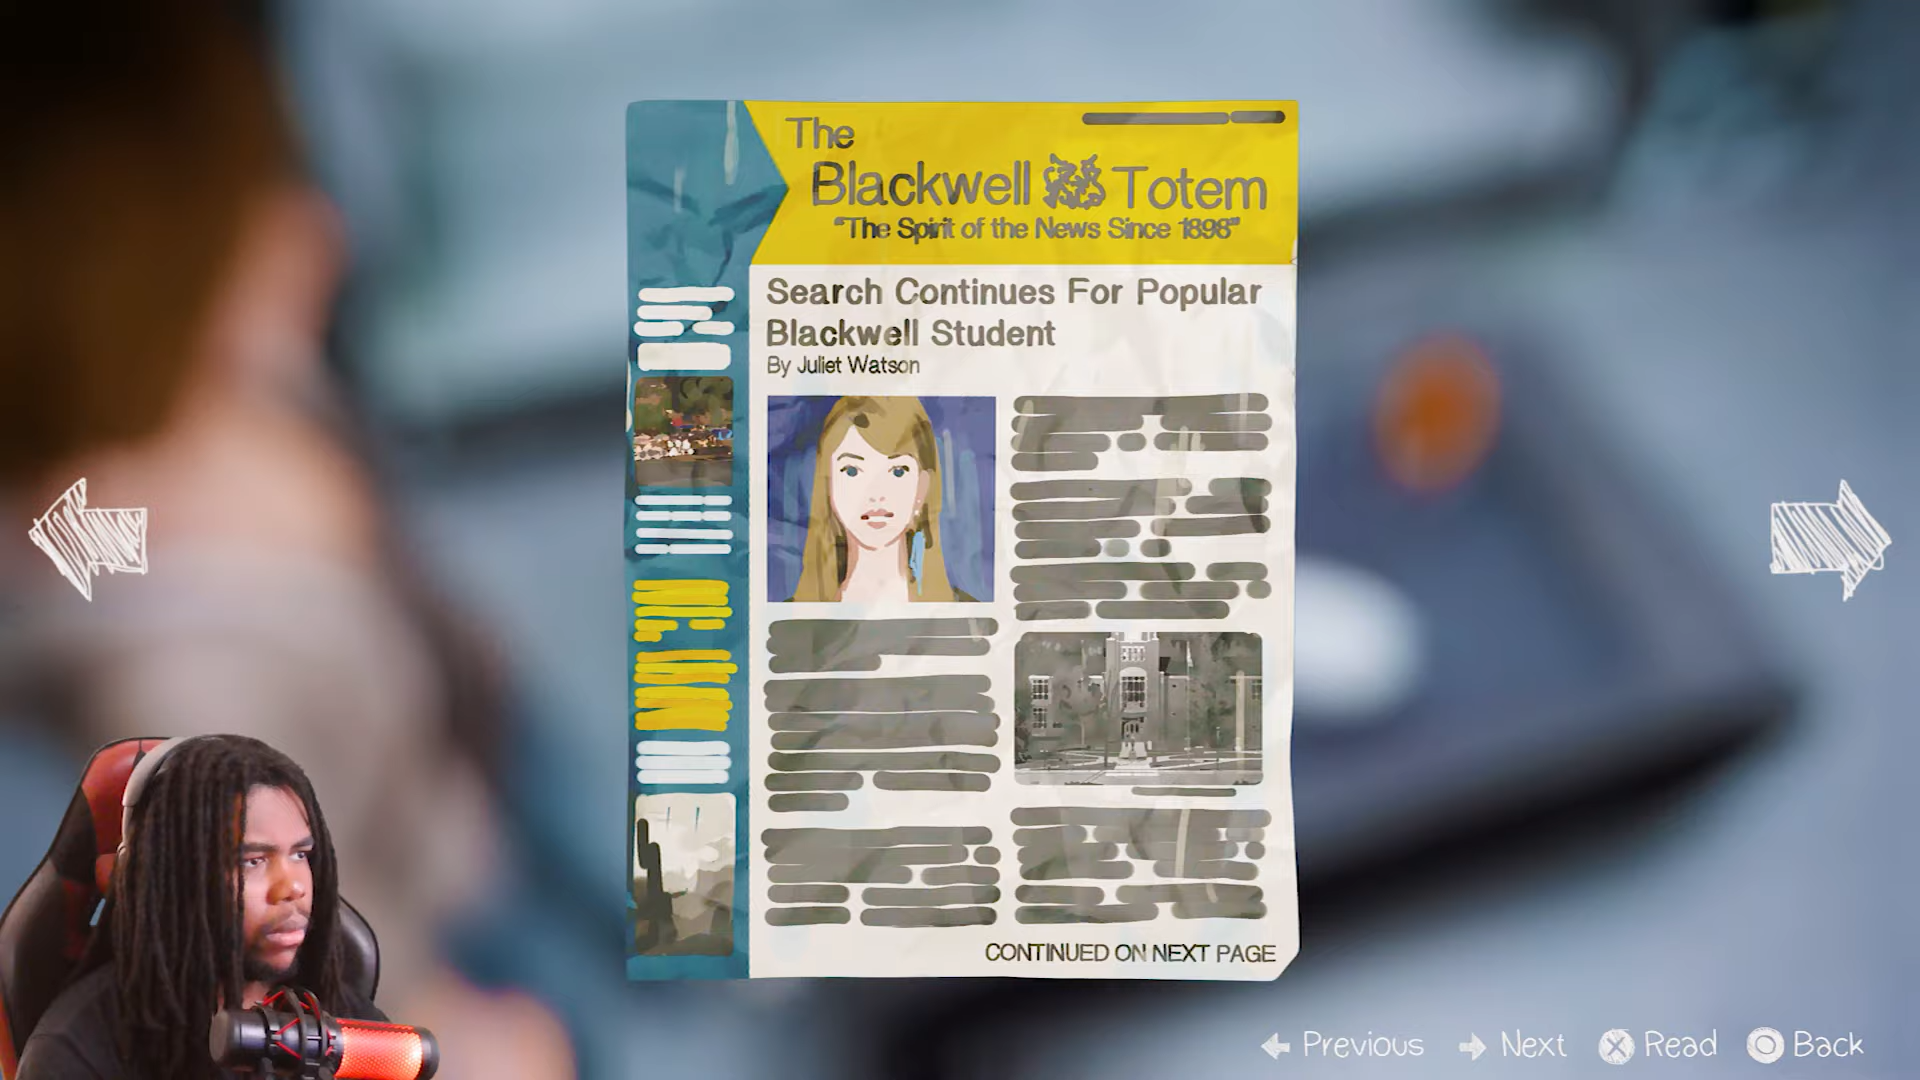 The
Blackwell Totem
"The Spirit of the News Since 1898"
Search Continues For Popular
Blackwell Student
By Juliet Watson
CONTINUED ON NEXT PAGE
Previous Next Read Back